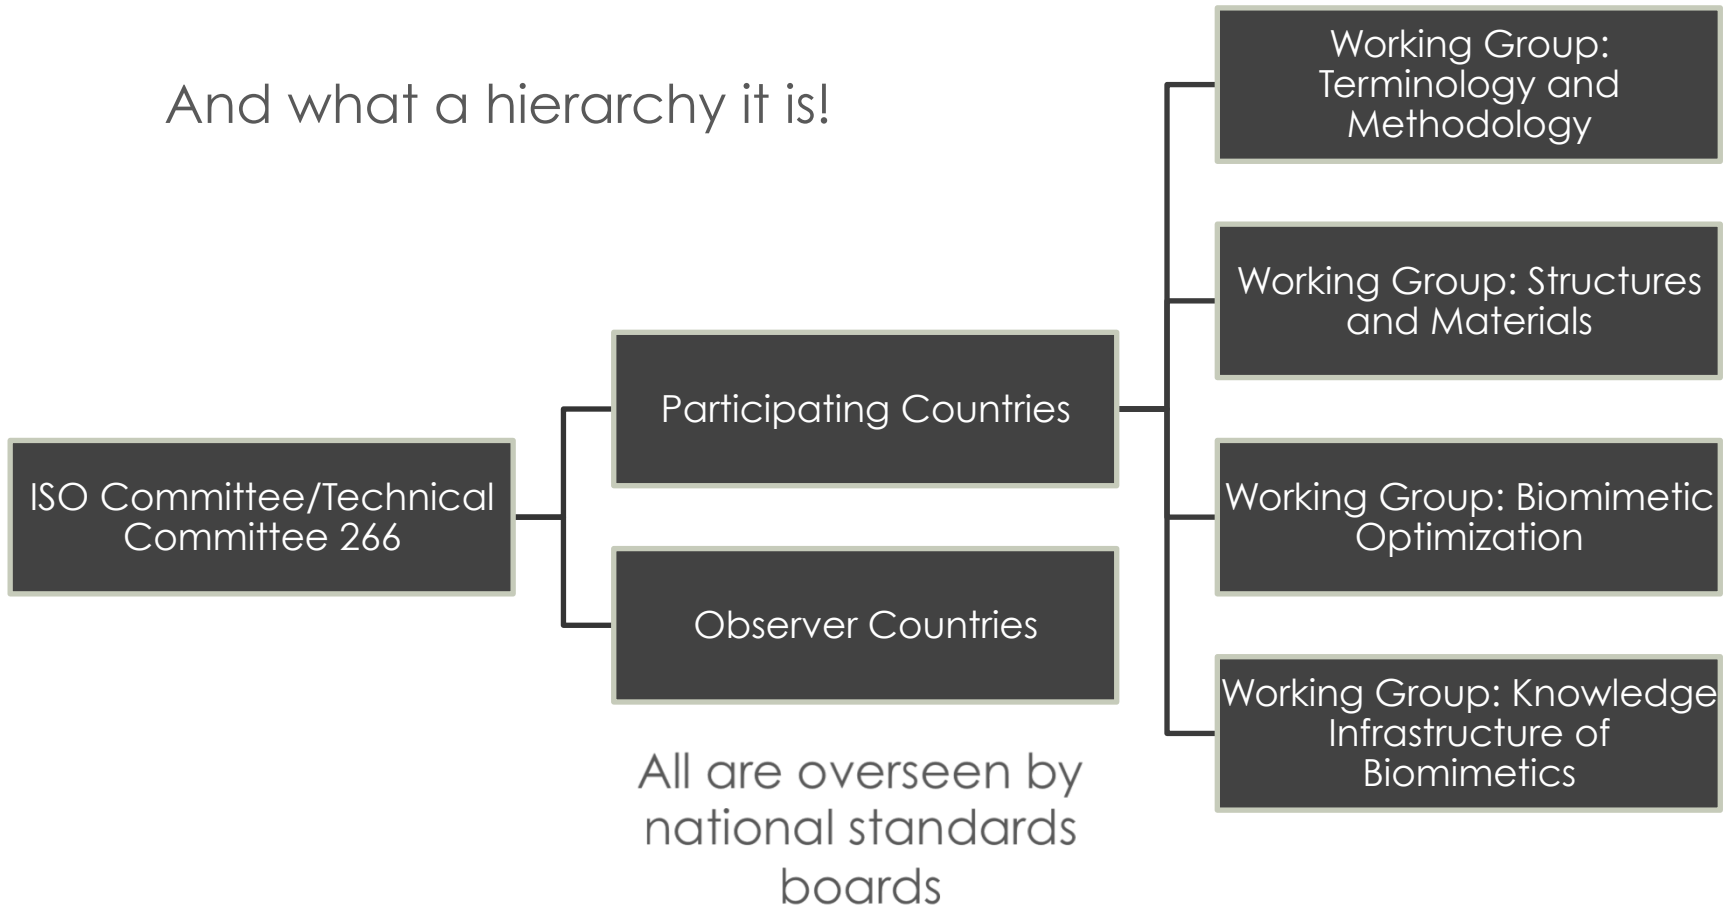 And what a hierarchy it is!
ISO Committee/Technical
Committee 266
Participating Countries
Observer Countries
All are overseen by
national standards
boards
Working Group:
Terminology and
Methodology
Working Group: Structures
and Materials
Working Group: Biomimetic
Optimization
Working Group: Knowledge
Infrastructure of
Biomimetics